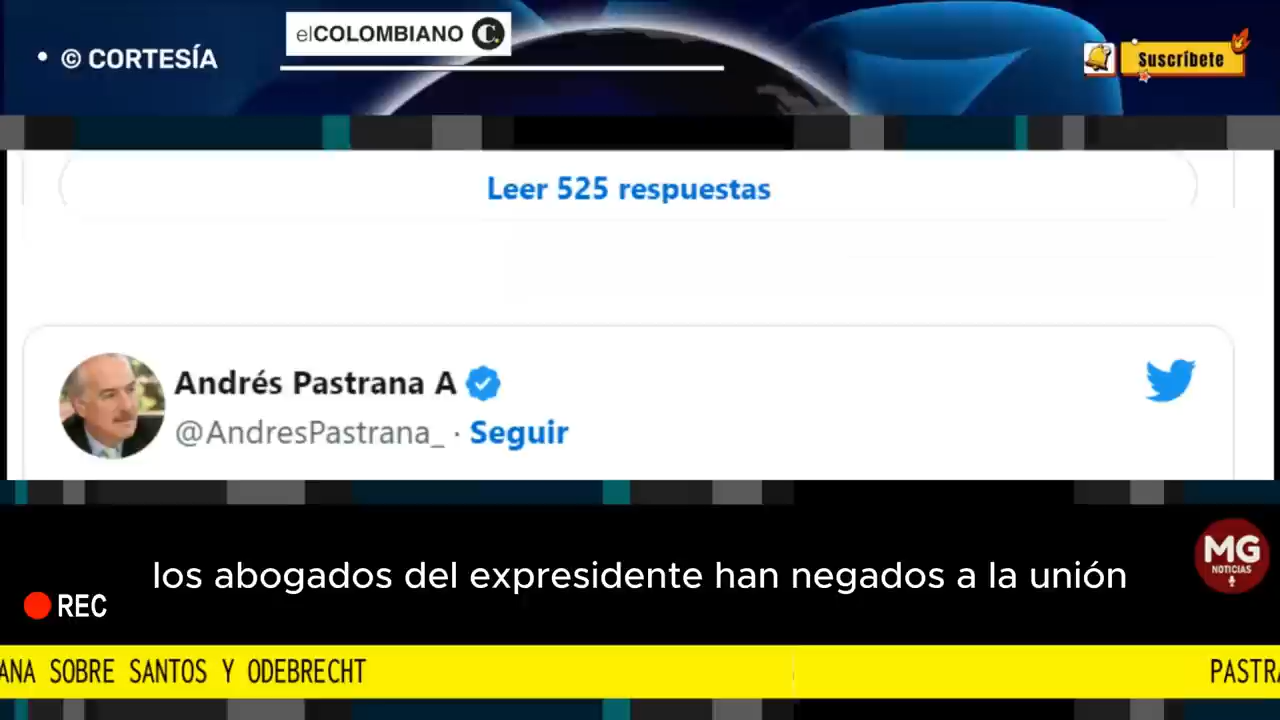 • © CORTESÍA
elCOLOMBIANO C
Suscríbete
Leer 525 respuestas
Andrés Pastrana A
@AndresPastrana_ · Seguir
los abogados del expresidente han negados a la unión
MG
NOTICIAS
REC
ANA SOBRE SANTOS Y ODEBRECHT
PASTRA